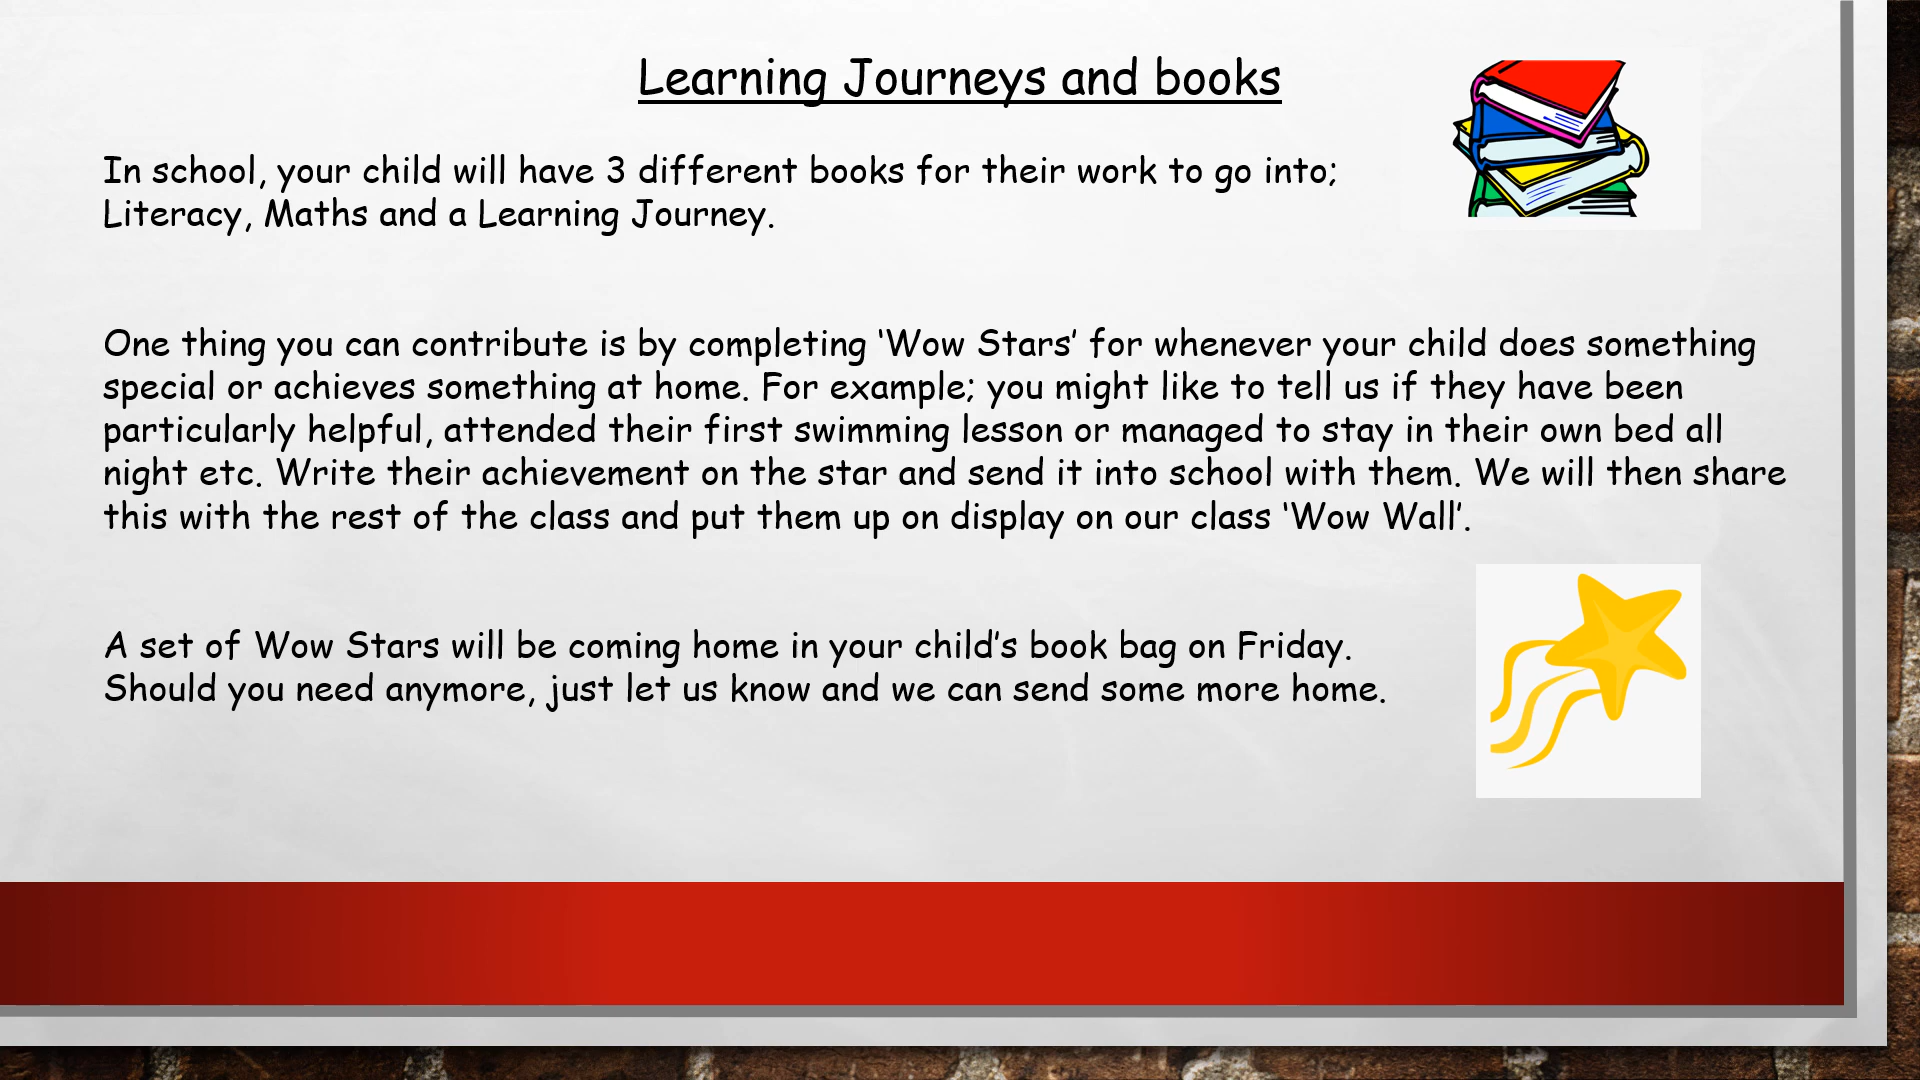 Learning Journeys and books
In school, your child will have 3 different books for their work to go into;
Literacy, Maths and a Learning Journey.
One thing you can contribute is by completing ‘Wow Stars’ for whenever your child does something
special or achieves something at home. For example; you might like to tell us if they have been
particularly helpful, attended their first swimming lesson or managed to stay in their own bed all
night etc. Write their achievement on the star and send it into school with them. We will then share
this with the rest of the class and put them up on display on our class ‘Wow Wall’.
A set of Wow Stars will be coming home in your child’s book bag on Friday.
Should you need anymore, just let us know and we can send some more home.